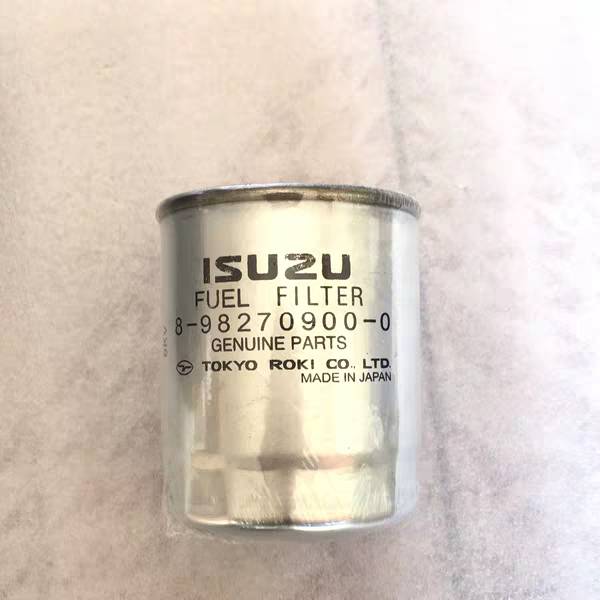 ISUZU
FUEL FILTER
8-98270900-0
GENUINE PARTS
TOKYO ROKI CO., LTD.
MADE IN JAPAN